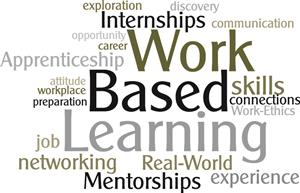 exploration discovery
Internships communication
opportunity
career Work
Apprenticeship
attitude
workplace Based skills
preparation connections
Work-Ethics
Learning
job
networking Real-World
Mentorships experience